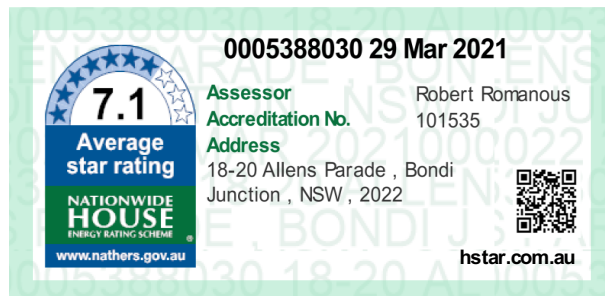 0005388030 29 Mar 2021
7.1
Average
star rating
NATIONWIDE
HOUSE
ENERGY RATING SCHEME ®
www.nathers.gov.au
Assessor Robert Romanous
Accreditation No. 101535
Address
18-20 Allens Parade , Bondi
Junction , NSW , 2022
hstar.com.au